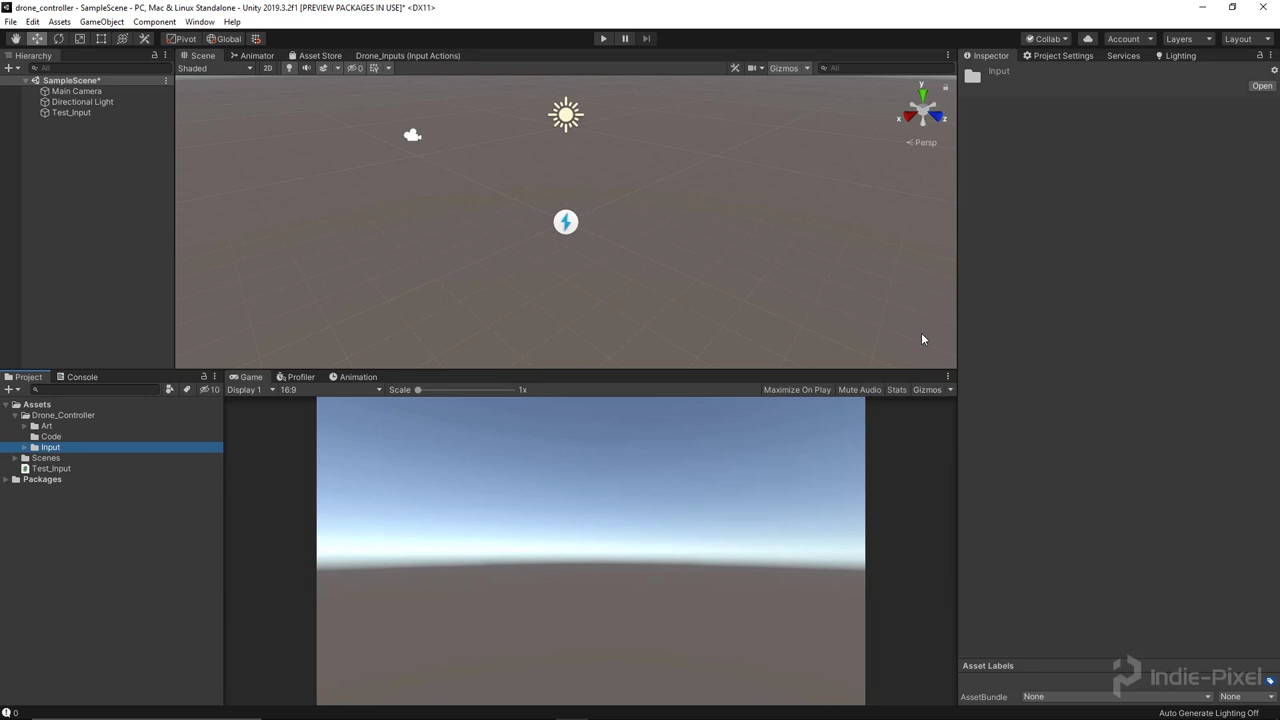 drone_controller - SampleScene - PC, Mac & Linux Standalone - Unity 2019.3.2f1 [PREVIEW PACKAGES IN USE]* <DX11>
File Edit Assets GameObject Component Window Help
Pivot Global Collab Account Layers Layout
Hierarchy
All
SampleScene*
Main Camera
Directional Light
Test_Input
Scene Animator Asset Store Drone_Inputs (Input Actions)
Shaded 2D 0 Gizmos All
y
x z
Persp
Inspector Project Settings Services Lighting
Input
Open
Project Console
10
Assets
Drone_Controller
Art
Code
Input
Scenes
Test_Input
Packages
Game Profiler Animation
Display 1 16:9 Scale 1x Maximize On Play Mute Audio Stats Gizmos
Asset Labels
Indie-Pixel
AssetBundle None None
0
Auto Generate Lighting Off